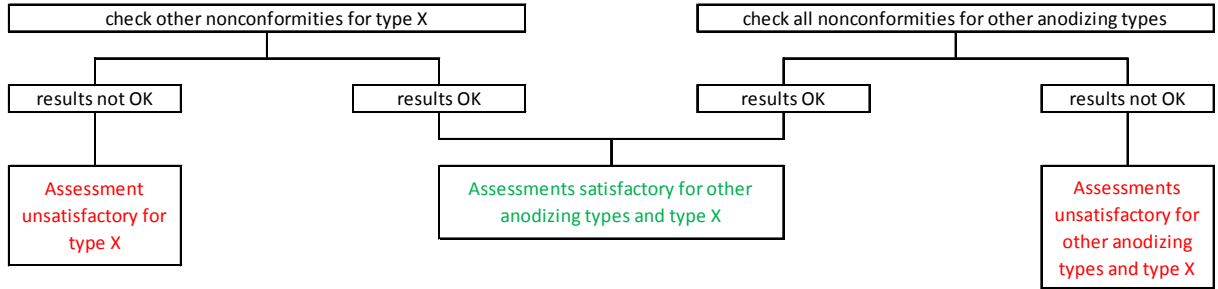 check other nonconformities for type X
check all nonconformities for other anodizing types
results not OK
results OK
results OK
results not OK
Assessment
unsatisfactory for
type X
Assessments satisfactory for other
anodizing types and type X
Assessments
unsatisfactory for
other anodizing
types and type X